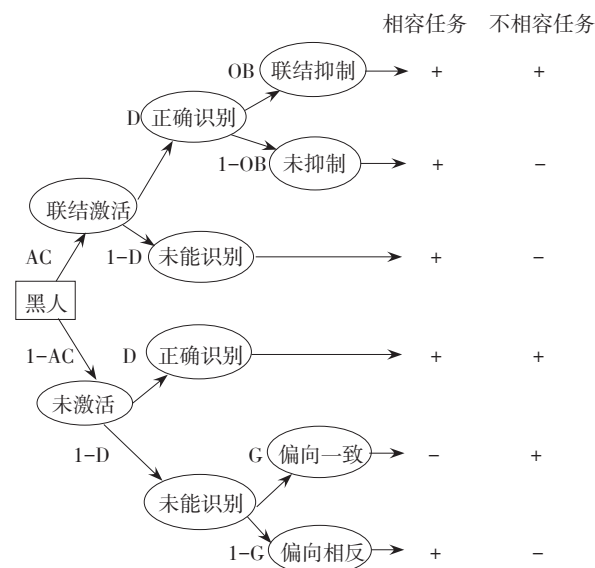 相容任务 不相容任务
OB 联结抑制 + +
D 正确识别
1-OB 未抑制 + -
联结激活
AC 1-D 未能识别 + -
黑人
1-AC D 正确识别 + +
未激活
1-D G 偏向一致 - +
未能识别
1-G 偏向相反 + -